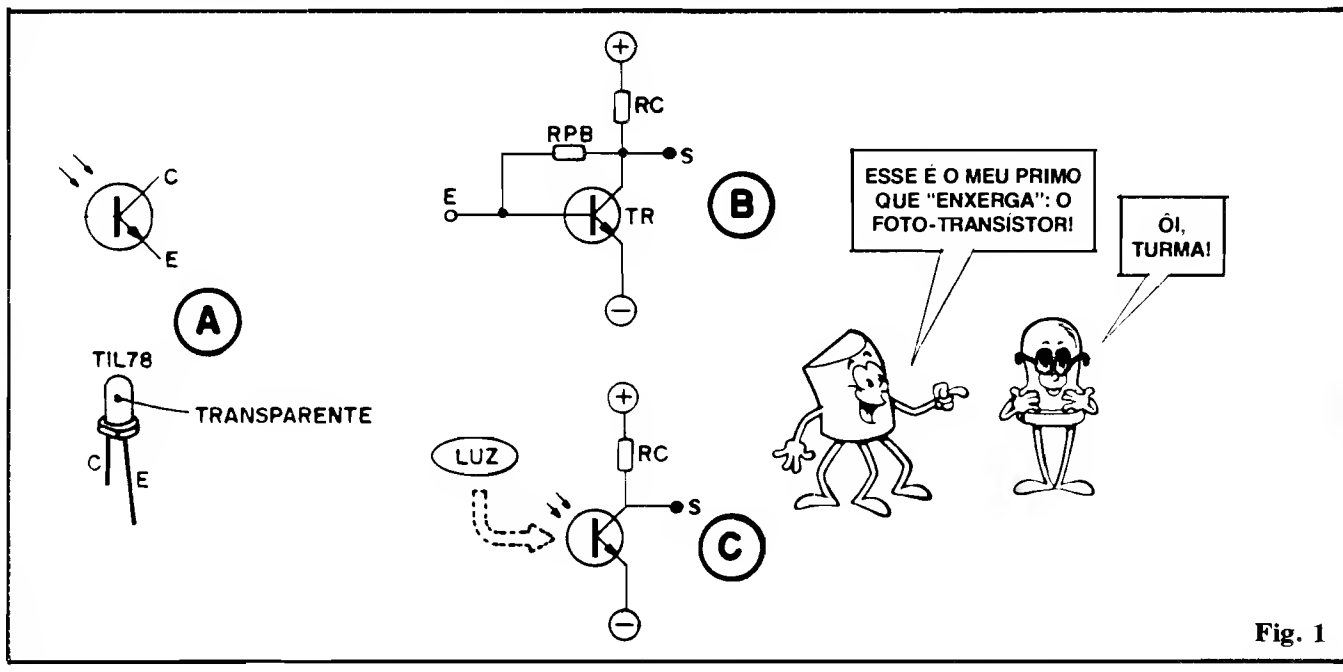 C
E
A
TIL78
TRANSPARENTE
C
E
+
RC
RPB
S
E
TR
B
−
+
LUZ
RC
S
C
−
ESSE É O MEU PRIMO
QUE "ENXERGA": O
FOTO-TRANSÍSTOR!
ÔI,
TURMA!
Fig. 1